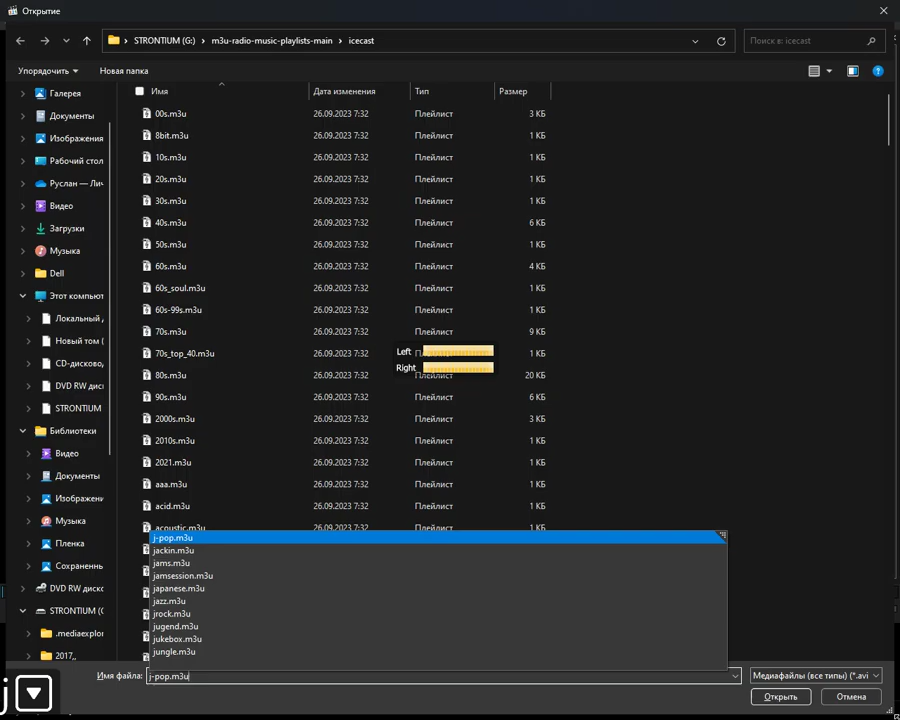 Открытие
STRONTIUM (G:) › m3u-radio-music-playlists-main › icecast
Поиск в: icecast
Упорядочить
Новая папка
Имя Дата изменения Тип Размер
Галерея
Документы
Изображения
Рабочий стол
Руслан — Лич
Видео
Загрузки
Музыка
Dell
Этот компьют
Локальный д
Новый том (
CD-дисково
DVD RW диск
STRONTIUM
Библиотеки
Видео
Документы
Изображени
Музыка
Пленка
Сохраненны
DVD RW диско
STRONTIUM (G
.mediaexplor
2017,,
00s.m3u 26.09.2023 7:32 Плейлист 3 КБ
8bit.m3u 26.09.2023 7:32 Плейлист 1 КБ
10s.m3u 26.09.2023 7:32 Плейлист 1 КБ
20s.m3u 26.09.2023 7:32 Плейлист 1 КБ
30s.m3u 26.09.2023 7:32 Плейлист 1 КБ
40s.m3u 26.09.2023 7:32 Плейлист 6 КБ
50s.m3u 26.09.2023 7:32 Плейлист 1 КБ
60s.m3u 26.09.2023 7:32 Плейлист 4 КБ
60s_soul.m3u 26.09.2023 7:32 Плейлист 1 КБ
60s-99s.m3u 26.09.2023 7:32 Плейлист 1 КБ
70s.m3u 26.09.2023 7:32 Плейлист 9 КБ
70s_top_40.m3u 26.09.2023 7:32 Плейлист 1 КБ
80s.m3u 26.09.2023 7:32 Плейлист 20 КБ
90s.m3u 26.09.2023 7:32 Плейлист 6 КБ
2000s.m3u 26.09.2023 7:32 Плейлист 1 КБ
2010s.m3u 26.09.2023 7:32 Плейлист 1 КБ
2021.m3u 26.09.2023 7:32 Плейлист 1 КБ
aaa.m3u 26.09.2023 7:32 Плейлист 1 КБ
acid.m3u 26.09.2023 7:32 Плейлист 1 КБ
acoustic.m3u 26.09.2023 7:32 Плейлист 1 КБ
Left
Right
j-pop.m3u
jackin.m3u
jams.m3u
jamsession.m3u
japanese.m3u
jazz.m3u
jrock.m3u
jugend.m3u
jukebox.m3u
jungle.m3u
Имя файла: j-pop.m3u
Медиафайлы (все типы) (*.avi
Открыть
Отмена
j